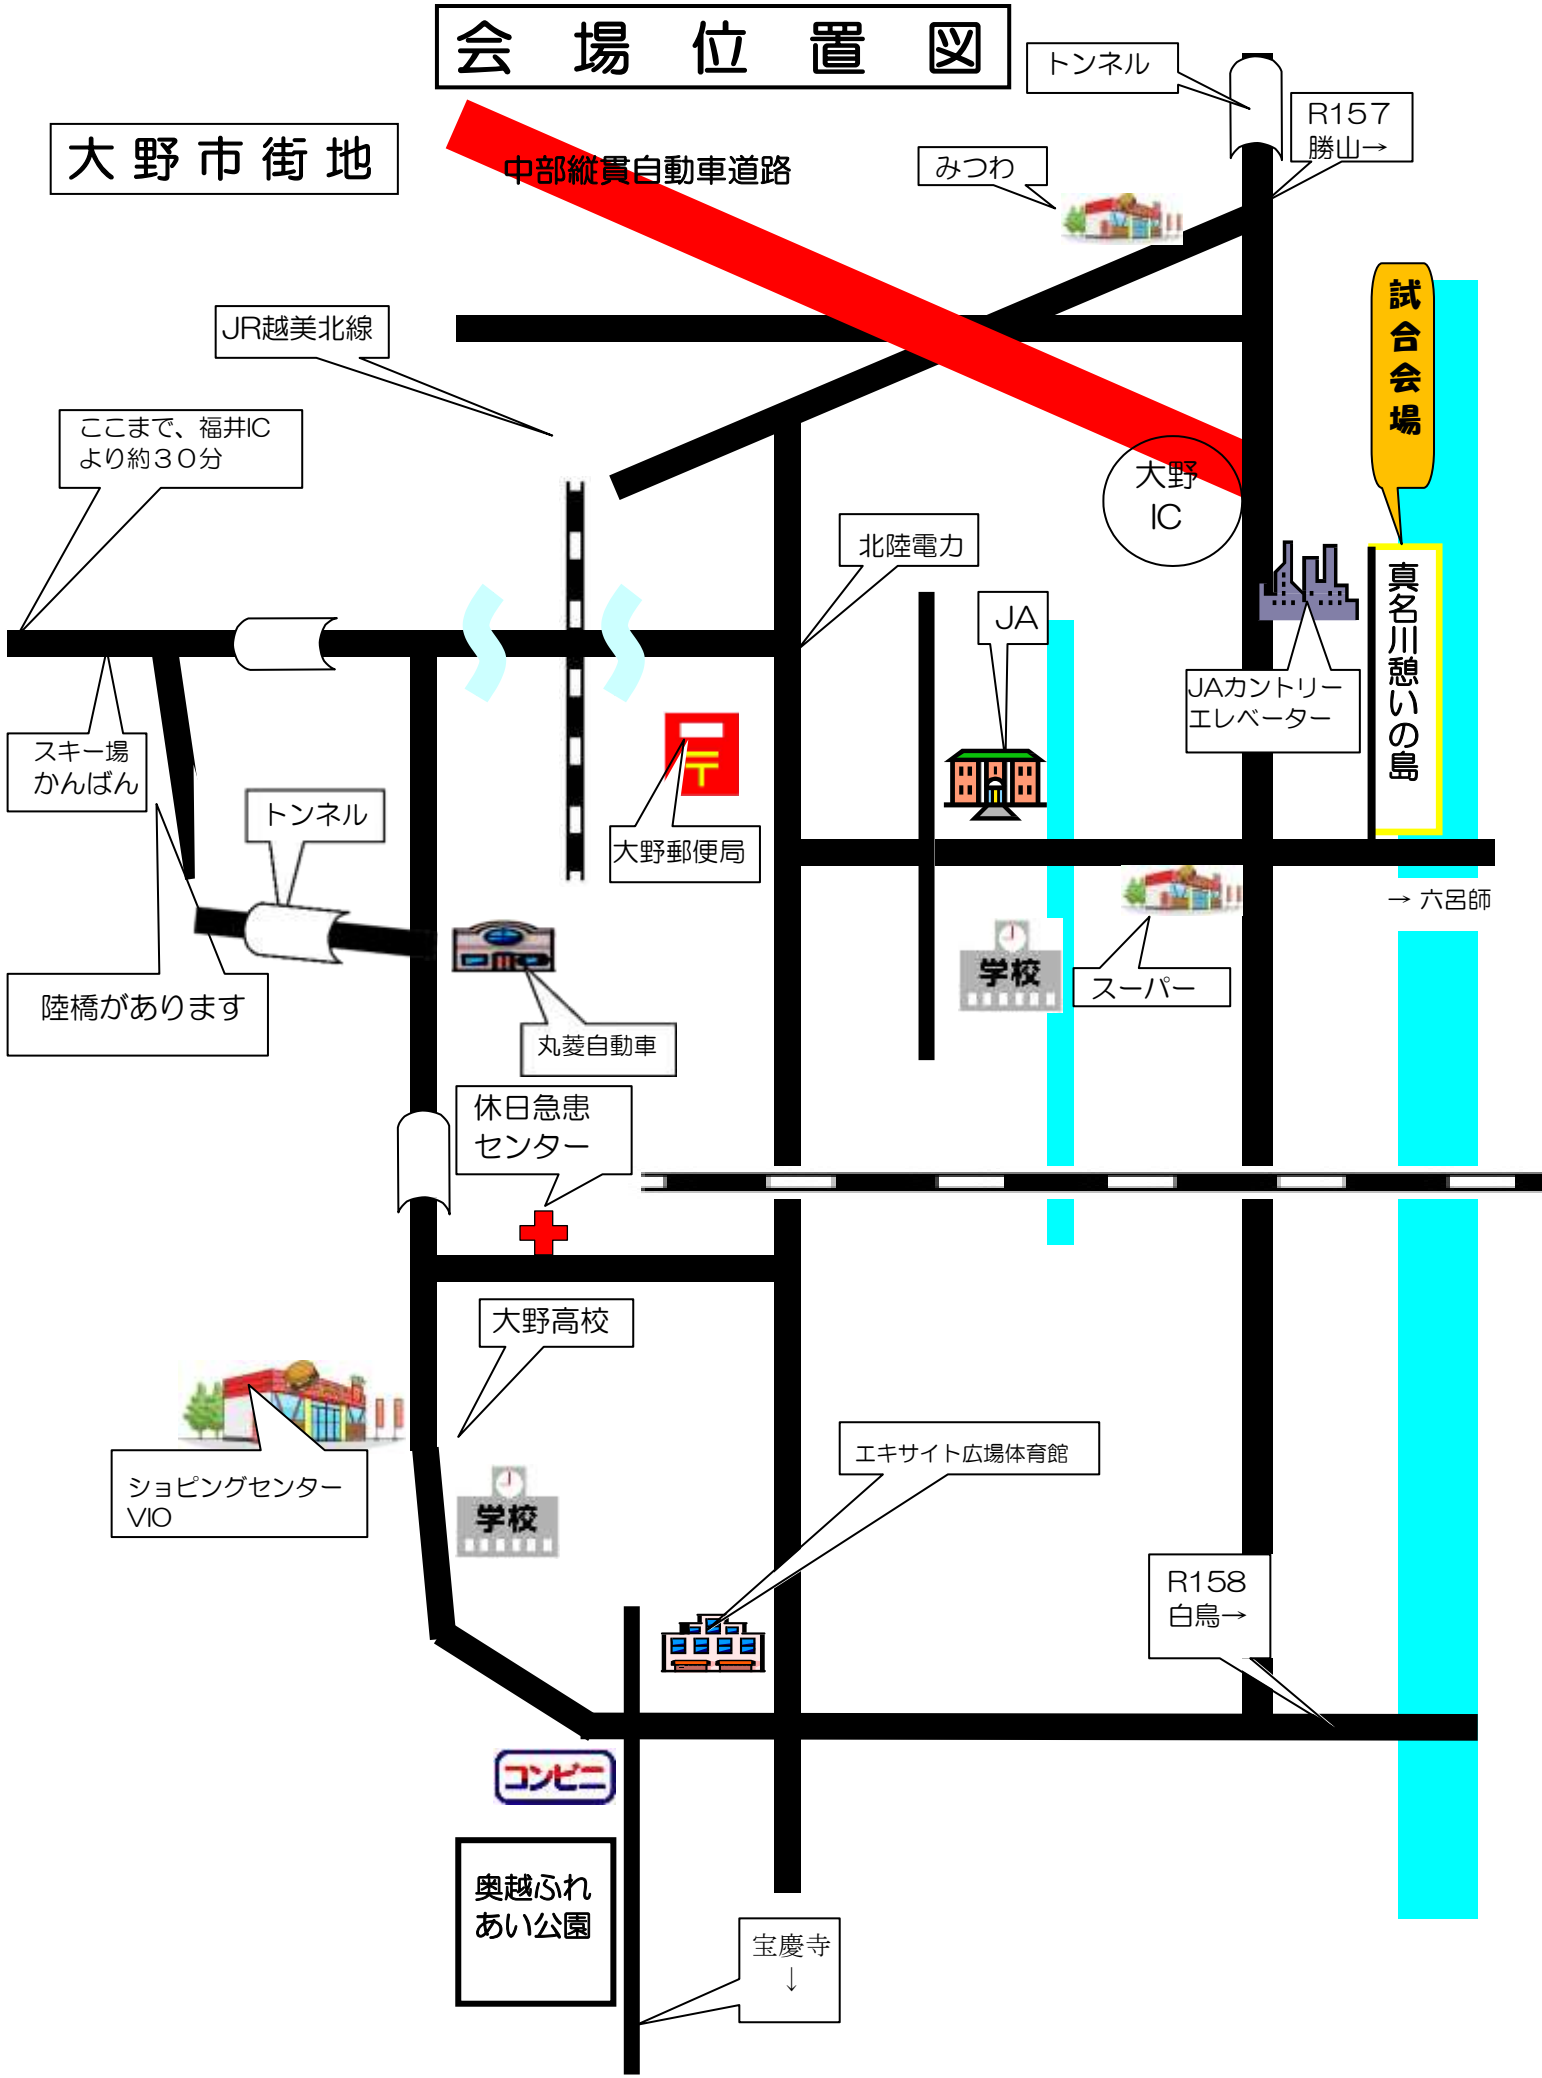 会場位置図
トンネル
R157
勝山→
大野市街地
中部縦貫自動車道路
みつわ
試合会場
JR越美北線
ここまで、福井IC
より約30分
大野
IC
北陸電力
JA
真名川憩いの島
JAカントリー
エレベーター
スキー場
かんばん
トンネル
大野郵便局
→ 六呂師
学校
スーパー
陸橋があります
丸菱自動車
休日急患
センター
大野高校
エキサイト広場体育館
ショピングセンター
VIO
学校
R158
白鳥→
コンビニ
奥越ふれ
あい公園
宝慶寺
↓